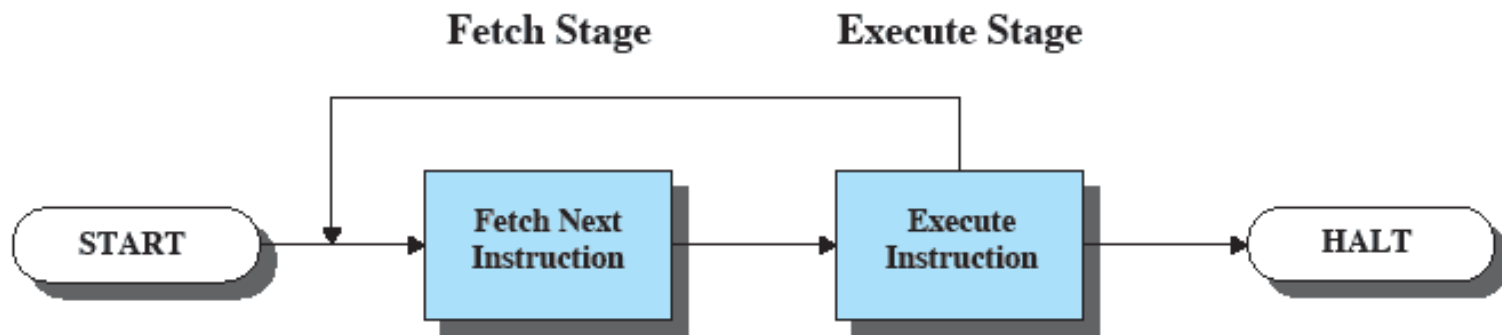 Fetch Stage
Execute Stage
START
Fetch Next
Instruction
Execute
Instruction
HALT